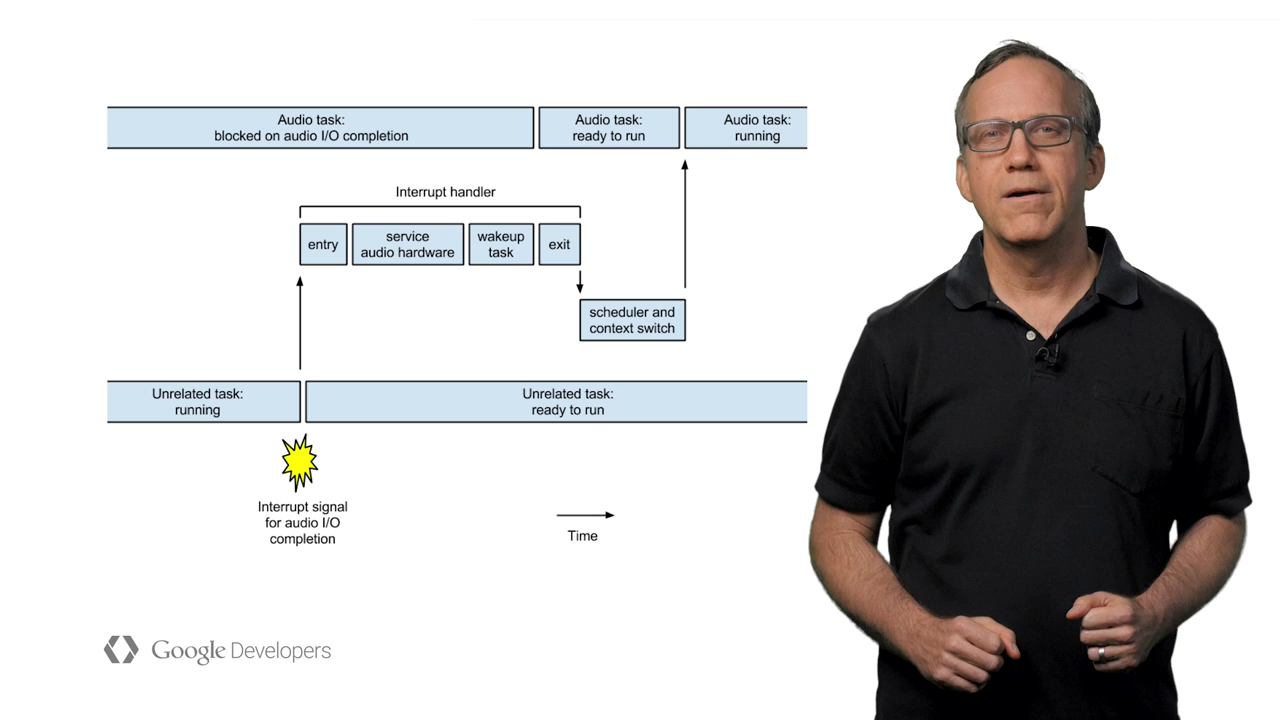 Audio task:
blocked on audio I/O completion
Audio task:
ready to run
Audio task:
running
Interrupt handler
entry
service
audio hardware
wakeup
task
exit
scheduler and
context switch
Unrelated task:
running
Unrelated task:
ready to run
Interrupt signal
for audio I/O
completion
Time
Google Developers